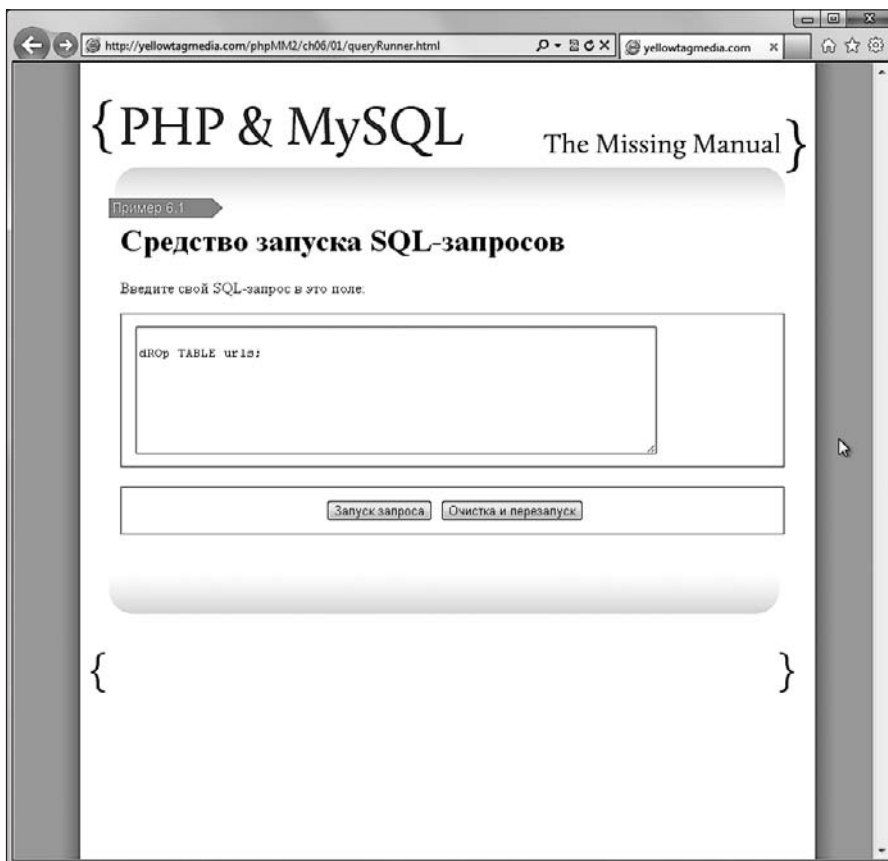 http://yellowtagmedia.com/phpMM2/ch06/01/queryRunner.html
yellowtagmedia.com
{PHP & MySQL
The Missing Manual}
Пример 6.1
Средство запуска SQL-запросов
Введите свой SQL-запрос в это поле:
dROp TABLE urls;
Запуск запроса
Очистка и перезапуск
{ }